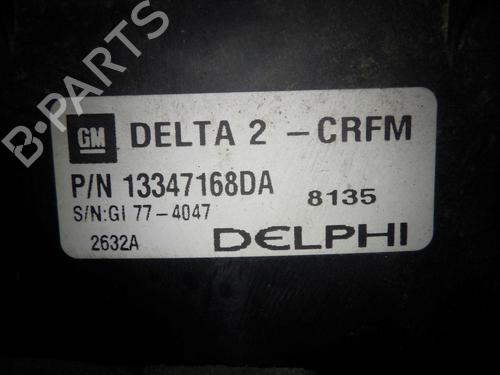 B-PARTS
GM DELTA 2 -CRFM
P/N 13347168DA 8135
S/N:GI 77-4047
2632A DELPHI